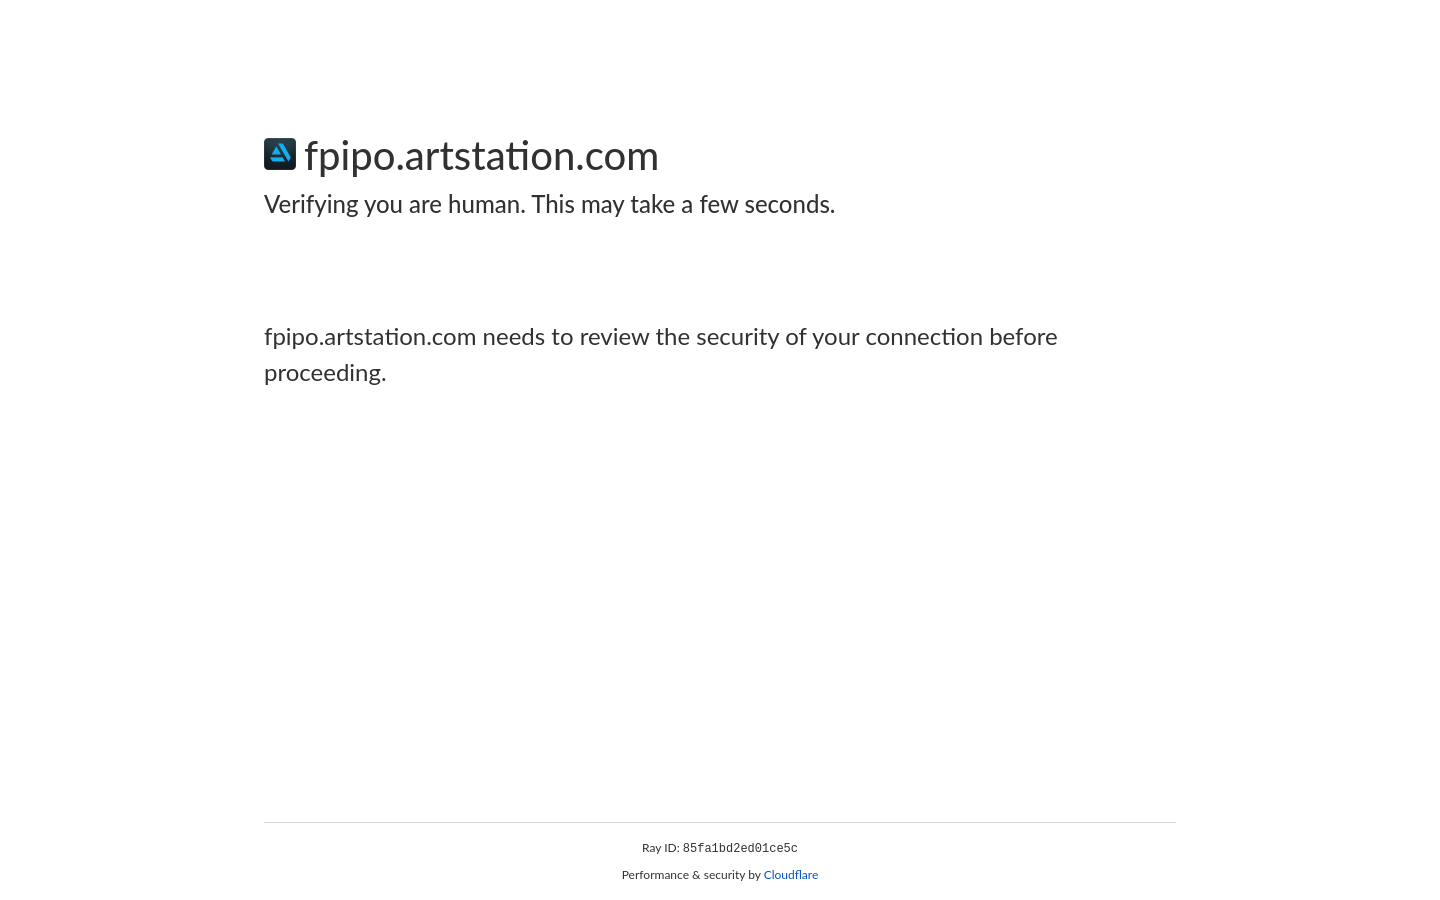 fpipo.artstation.com
Verifying you are human. This may take a few seconds.
fpipo.artstation.com needs to review the security of your connection before
proceeding.
Ray ID: 85fa1bd2ed01ce5c
Performance & security by Cloudflare